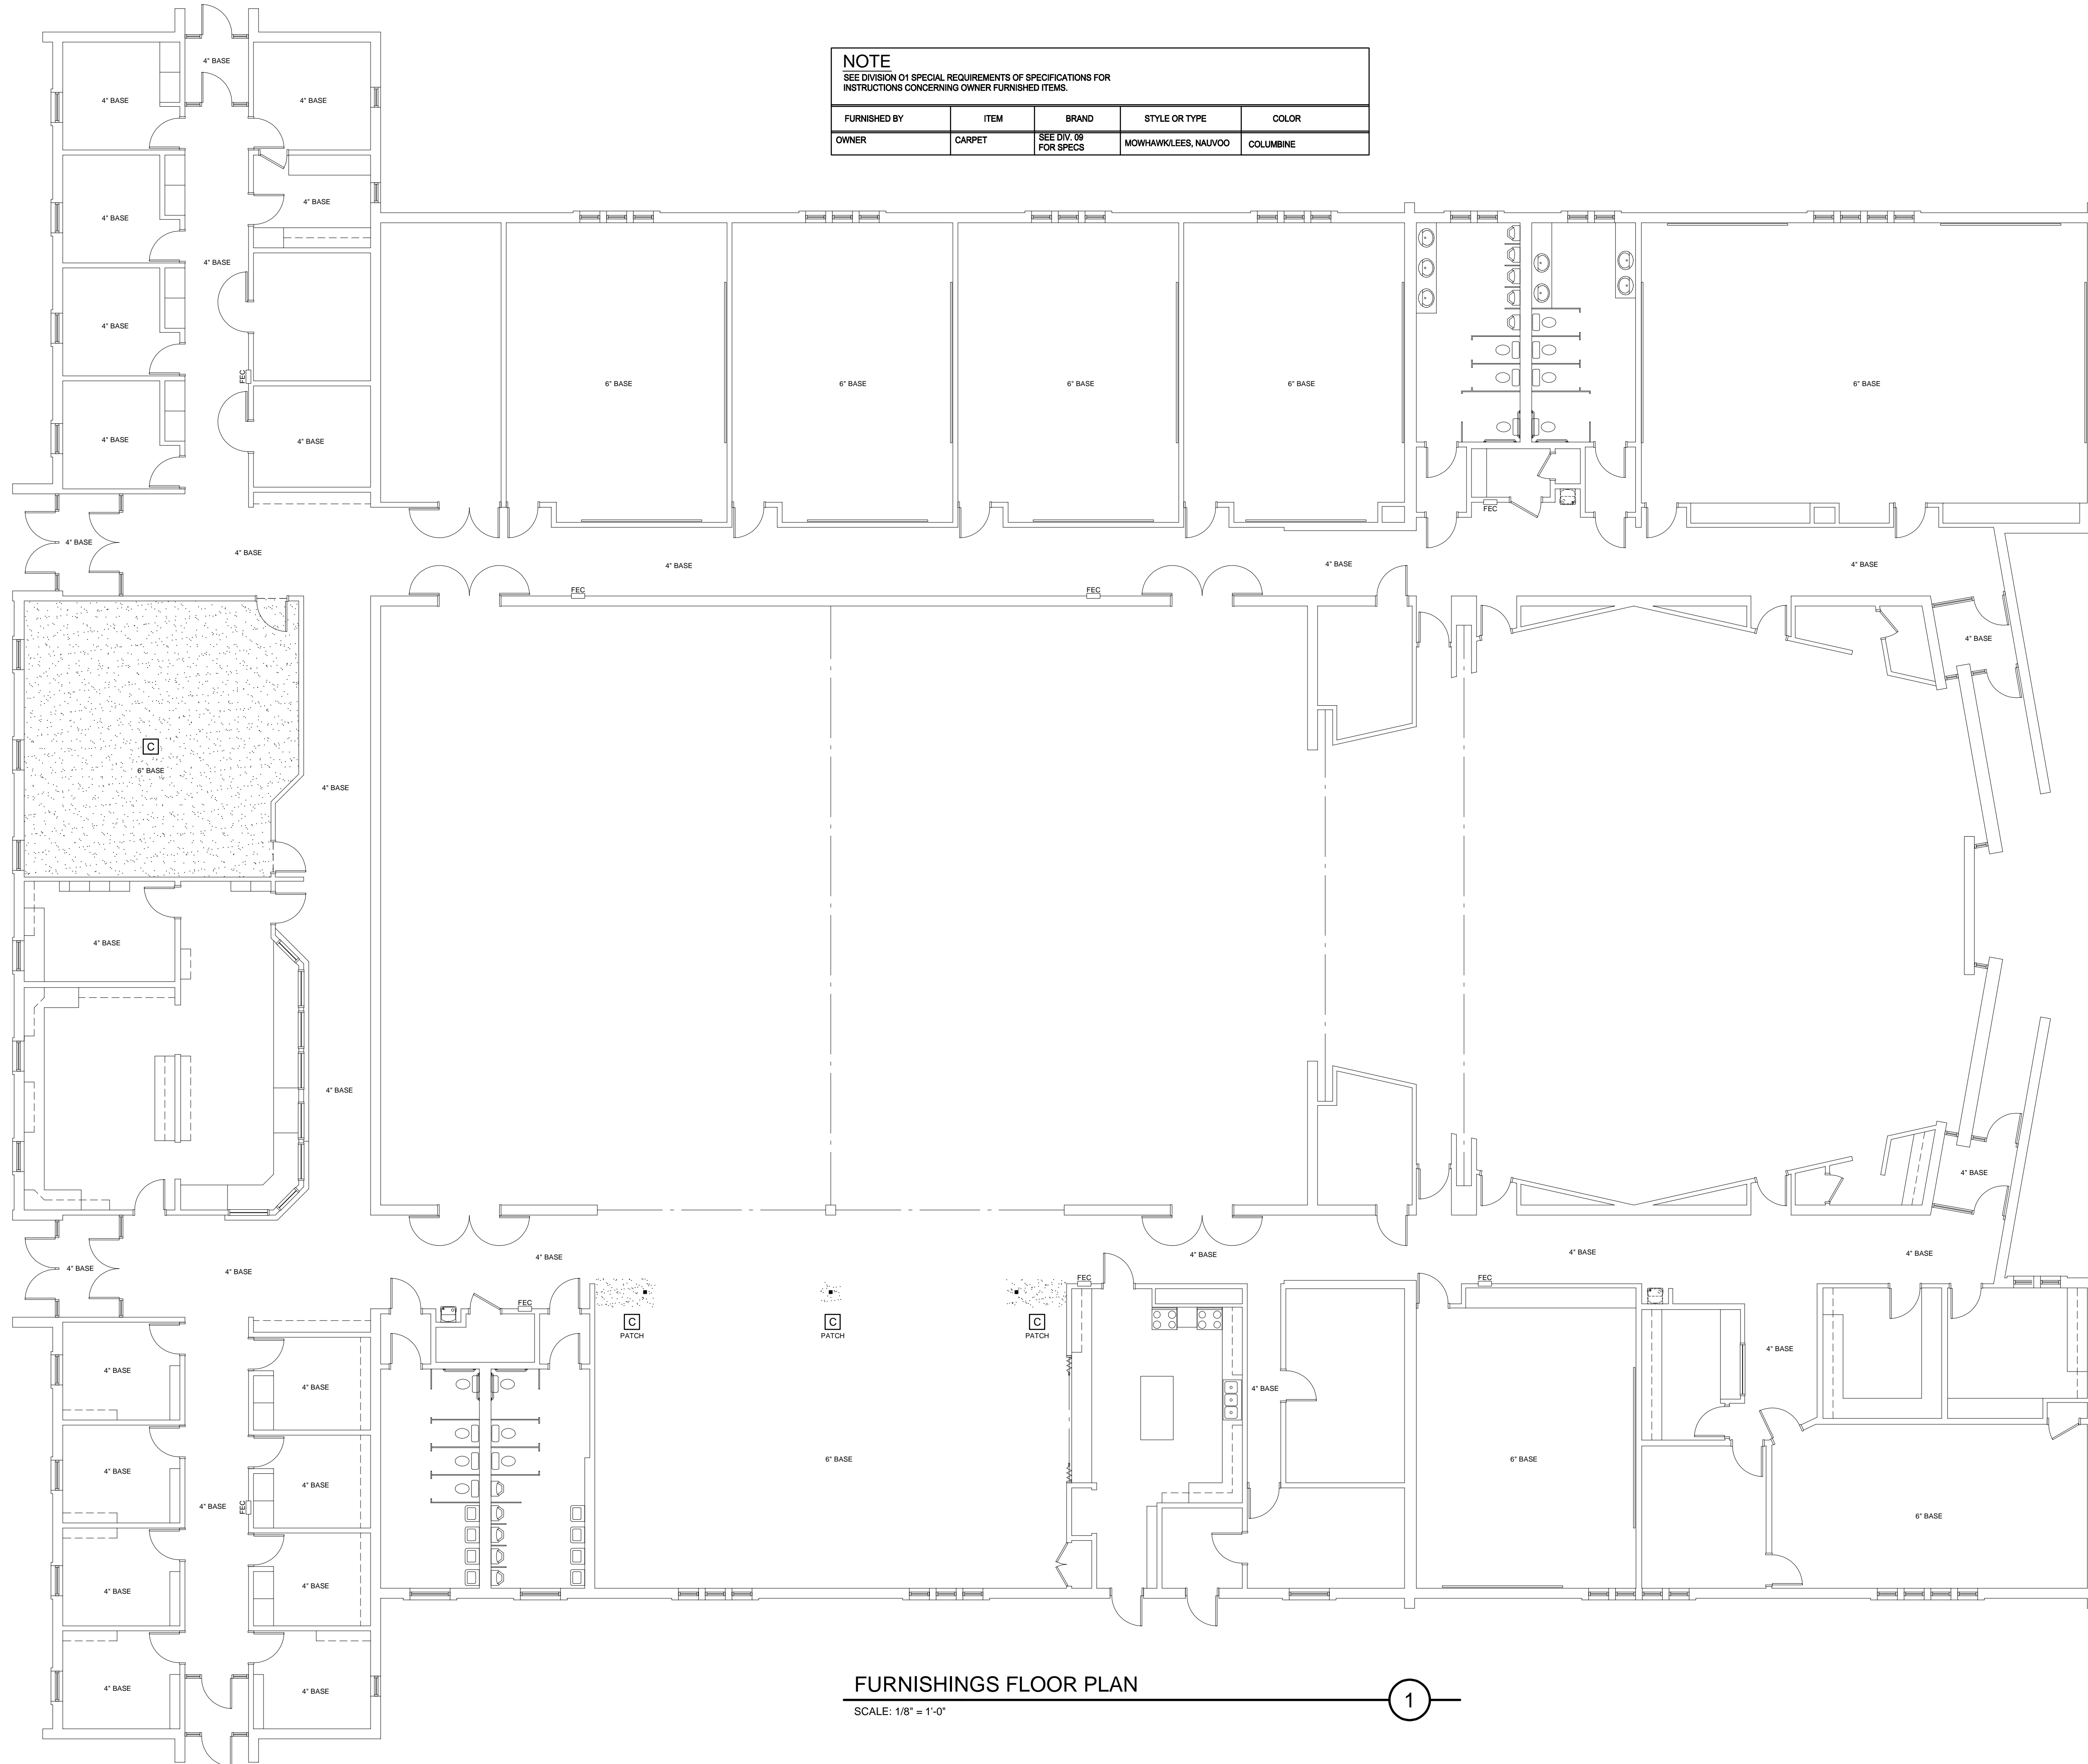 NOTE
SEE DIVISION O1 SPECIAL REQUIREMENTS OF SPECIFICATIONS FOR
INSTRUCTIONS CONCERNING OWNER FURNISHED ITEMS.
FURNISHED BY ITEM BRAND STYLE OR TYPE COLOR
OWNER CARPET SEE DIV. 09 FOR SPECS MOWHAWK/LEES, NAUVOO COLUMBINE
4" BASE
4" BASE
4" BASE
4" BASE
4" BASE
4" BASE
4" BASE
FEC
6" BASE
6" BASE
6" BASE
6" BASE
6" BASE
4" BASE
4" BASE
FEC
4" BASE
4" BASE
4" BASE
4" BASE
4" BASE
FEC
FEC
4" BASE
C
6" BASE
4" BASE
4" BASE
4" BASE
4" BASE
4" BASE
4" BASE
4" BASE
4" BASE
4" BASE
4" BASE
FEC
FEC
FEC
C
PATCH
C
PATCH
C
PATCH
4" BASE
4" BASE
4" BASE
4" BASE
6" BASE
6" BASE
4" BASE
4" BASE
4" BASE
FEC
6" BASE
4" BASE
4" BASE
4" BASE
4" BASE
FURNISHINGS FLOOR PLAN
1
SCALE: 1/8" = 1'-0"